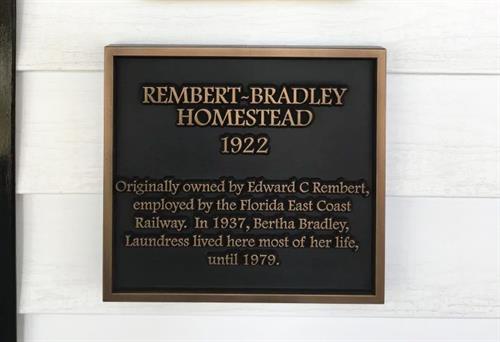 REMBERT~BRADLEY
HOMESTEAD
1922
Originally owned by Edward C Rembert,
employed by the Florida East Coast
Railway. In 1937, Bertha Bradley,
Laundress lived here most of her life,
until 1979.